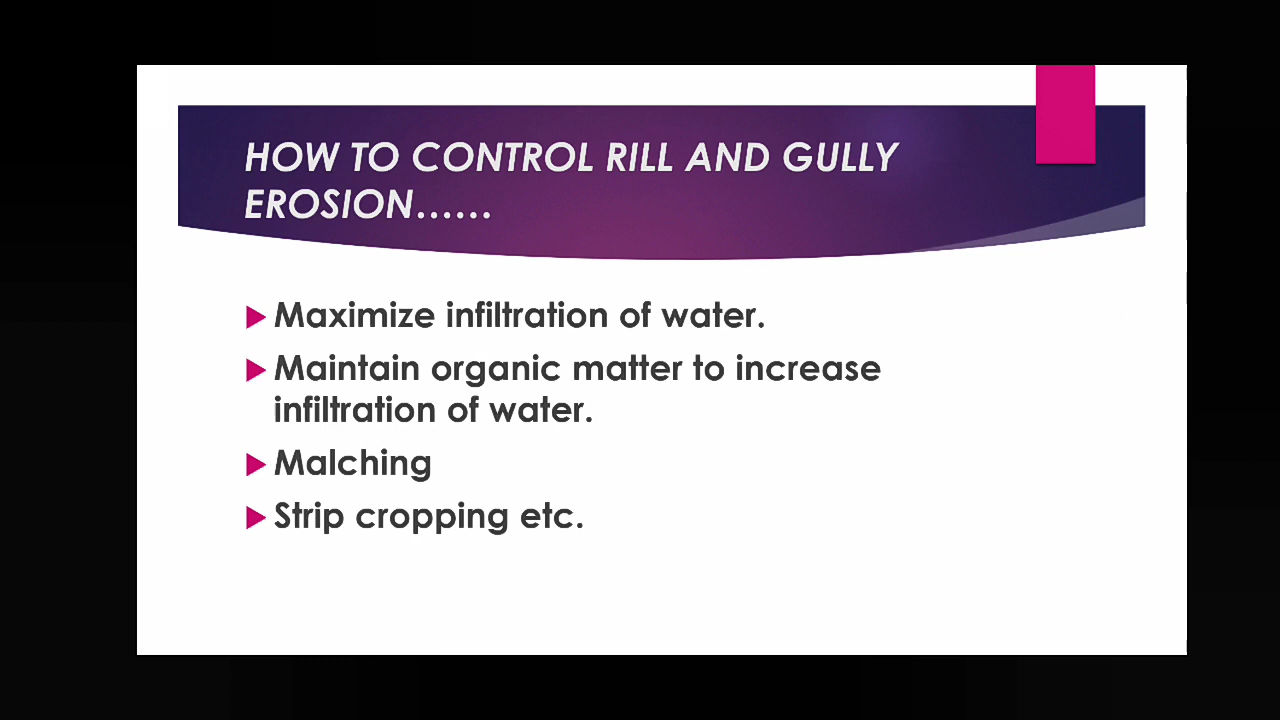 HOW TO CONTROL RILL AND GULLY
EROSION......
Maximize infiltration of water.
Maintain organic matter to increase
infiltration of water.
Malching
Strip cropping etc.